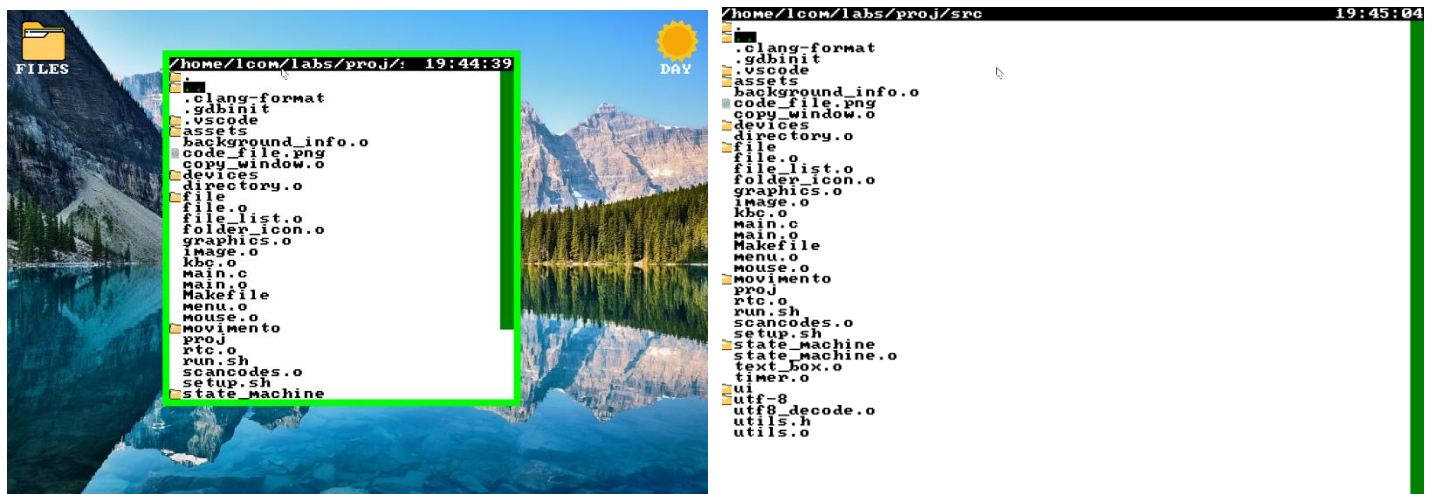 FILES
DAY
/home/lcom/labs/proj/s 19:44:39
.
..
.clang-format
.gdbinit
.vscode
assets
background_info.o
code_file.png
copy_window.o
devices
directory.o
file
file.o
file_list.o
folder_icon.o
graphics.o
image.o
kbc.o
main.c
main.o
Makefile
menu.o
mouse.o
movimento
proj
rtc.o
run.sh
scancodes.o
setup.sh
state_machine
/home/lcom/labs/proj/src 19:45:04
.
..
.clang-format
.gdbinit
.vscode
assets
background_info.o
code_file.png
copy_window.o
devices
directory.o
file
file.o
file_list.o
folder_icon.o
graphics.o
image.o
kbc.o
main.c
main.o
Makefile
menu.o
mouse.o
movimento
proj
rtc.o
run.sh
scancodes.o
setup.sh
state_machine
state_machine.o
text_box.o
timer.o
ui
utf-8
utf8_decode.o
utils.h
utils.o